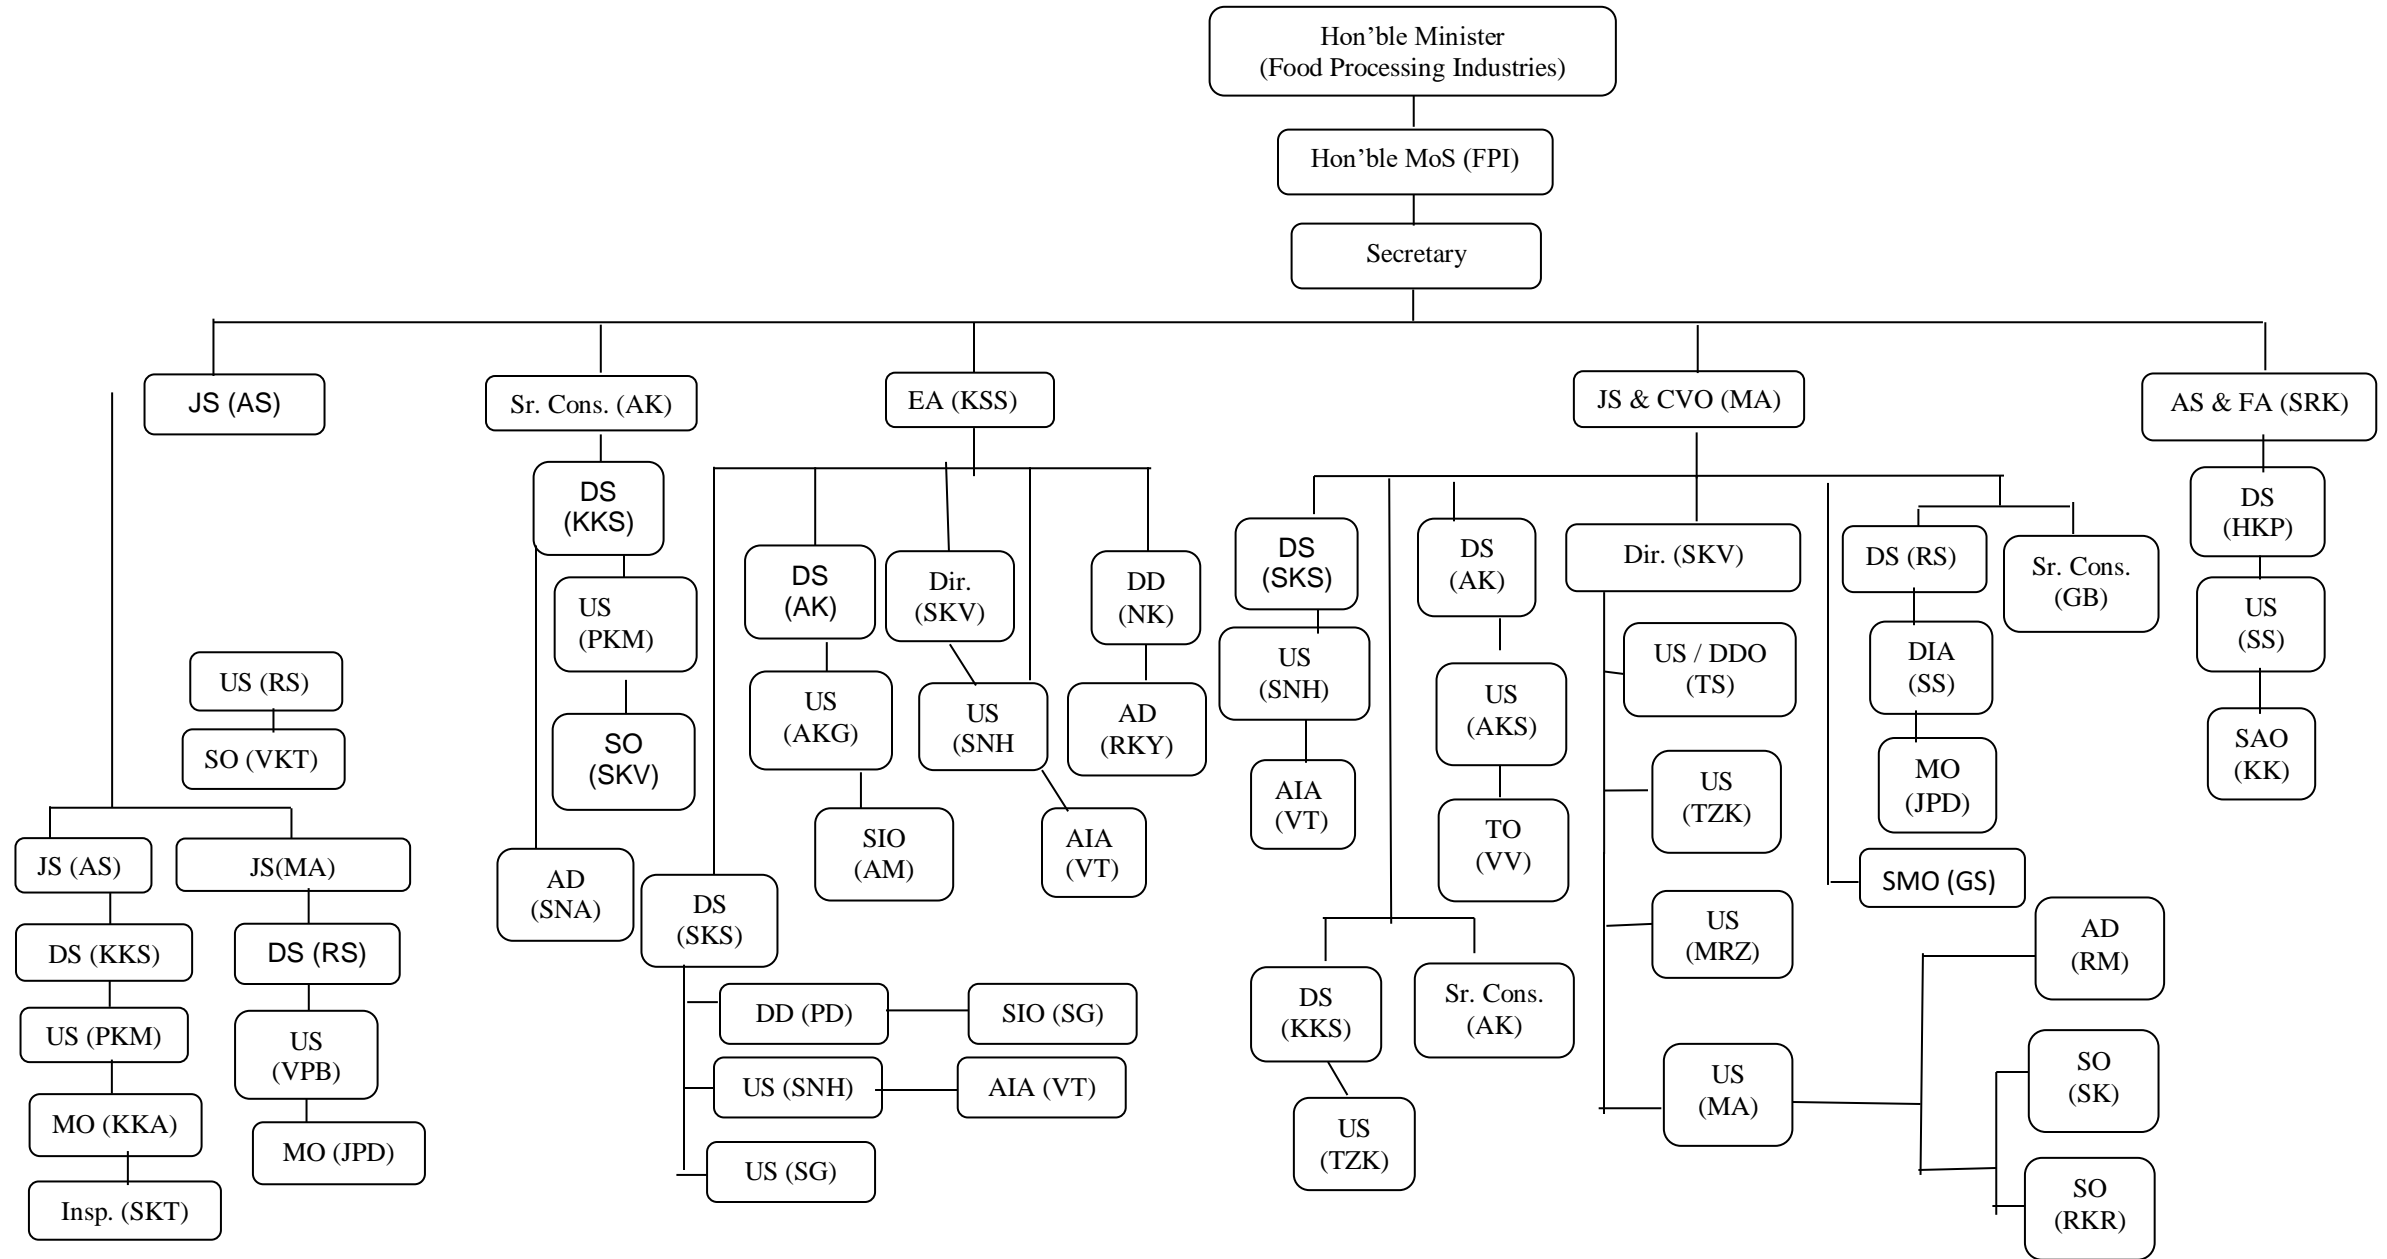 Hon’ble Minister
(Food Processing Industries)
Hon’ble MoS (FPI)
Secretary
JS (AS)
Sr. Cons. (AK)
EA (KSS)
JS & CVO (MA)
AS & FA (SRK)
US (RS)
SO (VKT)
JS (AS)
DS (KKS)
US (PKM)
MO (KKA)
Insp. (SKT)
JS(MA)
DS (RS)
US
(VPB)
MO (JPD)
DS
(KKS)
US
(PKM)
SO
(SKV)
AD
(SNA)
DS
(AK)
US
(AKG)
SIO
(AM)
Dir.
(SKV)
US
(SNH
AIA
(VT)
DD
(NK)
AD
(RKY)
DS
(SKS)
DD (PD)
SIO (SG)
US (SNH)
AIA (VT)
US (SG)
DS
(SKS)
US
(SNH)
AIA
(VT)
DS
(AK)
US
(AKS)
TO
(VV)
DS
(KKS)
US
(TZK)
Sr. Cons.
(AK)
Dir. (SKV)
US / DDO
(TS)
US
(TZK)
US
(MRZ)
US
(MA)
AD
(RM)
SO
(SK)
SO
(RKR)
DS (RS)
DIA
(SS)
MO
(JPD)
Sr. Cons.
(GB)
SMO (GS)
DS
(HKP)
US
(SS)
SAO
(KK)